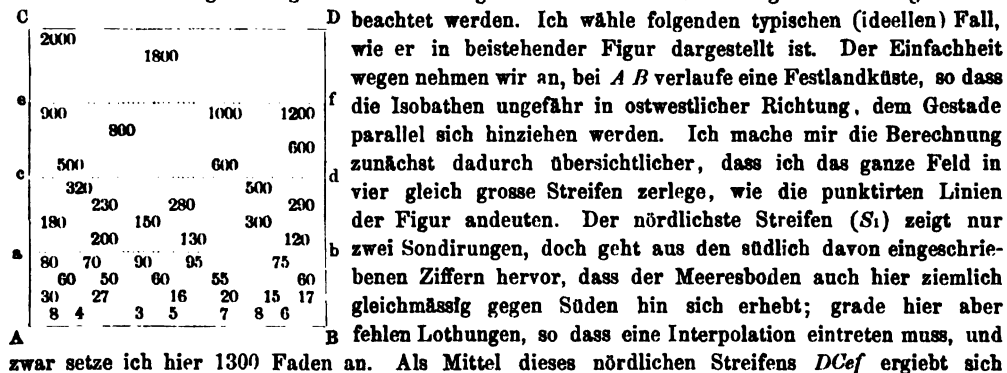 C D
2000
1800
e f
900 1000 1200
800
600
500 600
c d
320 500
230 280 290
180 150 300
200 130 120
a b
80 70 90 95 75
60 50 60 55 60
30 27 16 20 15 17
8 4 3 5 7 8 6
A B
beachtet werden. Ich wähle folgenden typischen (ideellen) Fall,
wie er in beistehender Figur dargestellt ist. Der Einfachheit
wegen nehmen wir an, bei A B verlaufe eine Festlandküste, so dass
die Isobathen ungefähr in ostwestlicher Richtung, dem Gestade
parallel sich hinziehen werden. Ich mache mir die Berechnung
zunächst dadurch übersichtlicher, dass ich das ganze Feld in
vier gleich grosse Streifen zerlege, wie die punktirten Linien
der Figur andeuten. Der nördlichste Streifen (S1) zeigt nur
zwei Sondirungen, doch geht aus den südlich davon eingeschrie-
benen Ziffern hervor, dass der Meeresboden auch hier ziemlich
gleichmässig gegen Süden hin sich erhebt; grade hier aber
fehlen Lothungen, so dass eine Interpolation eintreten muss, und
zwar setze ich hier 1300 Faden an. Als Mittel dieses nördlichen Streifens DCef ergiebt sich